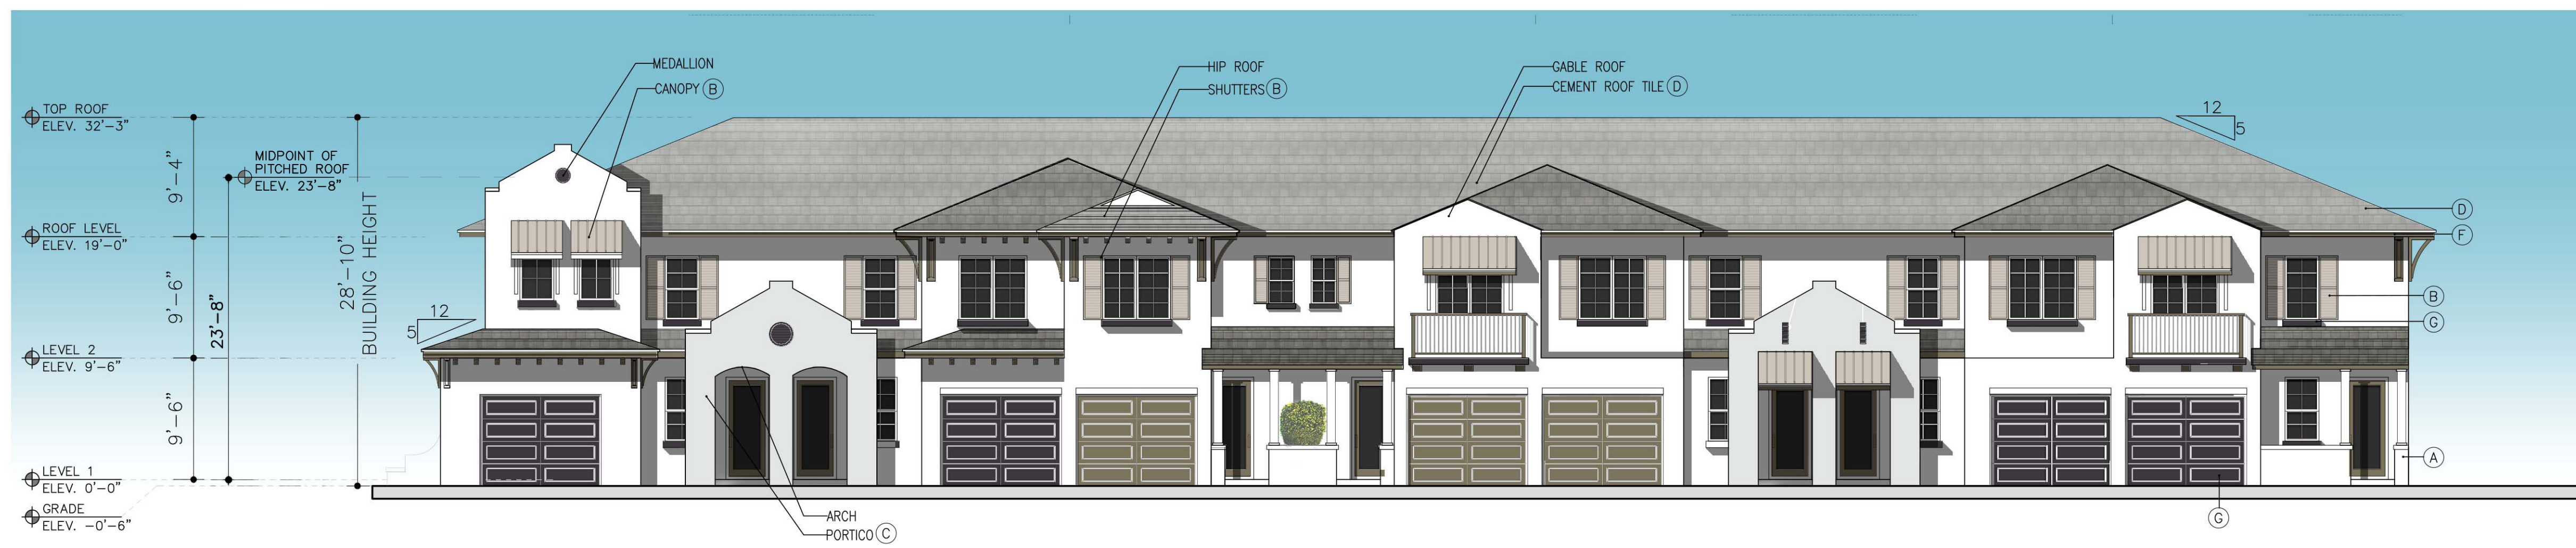 MEDALLION
CANOPY B
HIP ROOF
SHUTTERS B
GABLE ROOF
CEMENT ROOF TILE D
12
5
TOP ROOF
ELEV. 32'-3"
MIDPOINT OF
PITCHED ROOF
ELEV. 23'-8"
ROOF LEVEL
ELEV. 19'-0"
LEVEL 2
ELEV. 9'-6"
LEVEL 1
ELEV. 0'-0"
GRADE
ELEV. -0'-6"
9'-4"
9'-6"
9'-6"
23'-8"
28'-10"
BUILDING HEIGHT
12
5
D
F
B
G
A
G
ARCH
PORTICO C